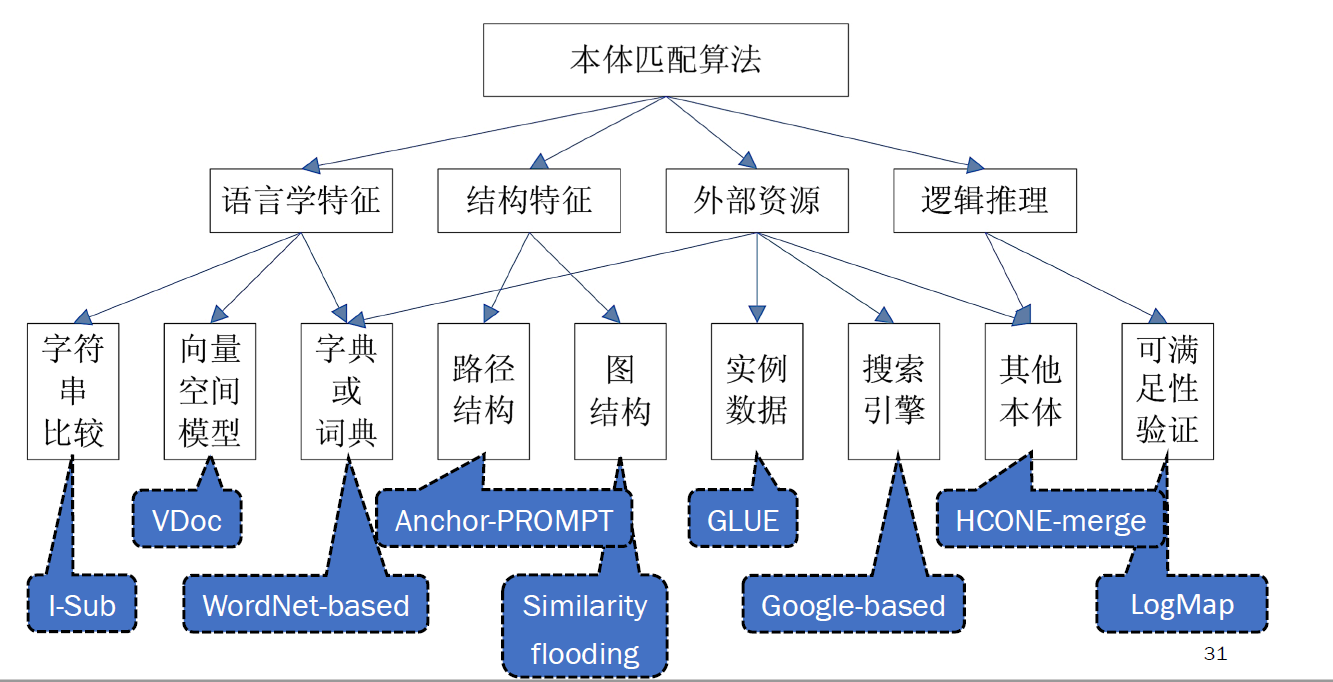 本体匹配算法
语言学特征
结构特征
外部资源
逻辑推理
字符
串
比较
向量
空间
模型
字典
或
词典
路径
结构
图
结构
实例
数据
搜索
引擎
其他
本体
可满
足性
验证
VDoc
Anchor-PROMPT
GLUE
HCONE-merge
I-Sub
WordNet-based
Similarity
flooding
Google-based
LogMap
31